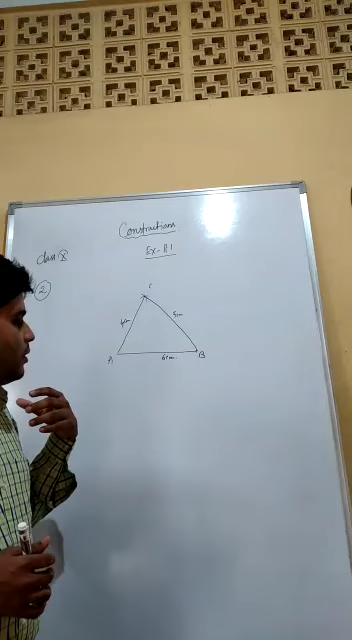 Constructions
Ex-11.1
class X
2
C
4cm
5cm
A
6cm
B